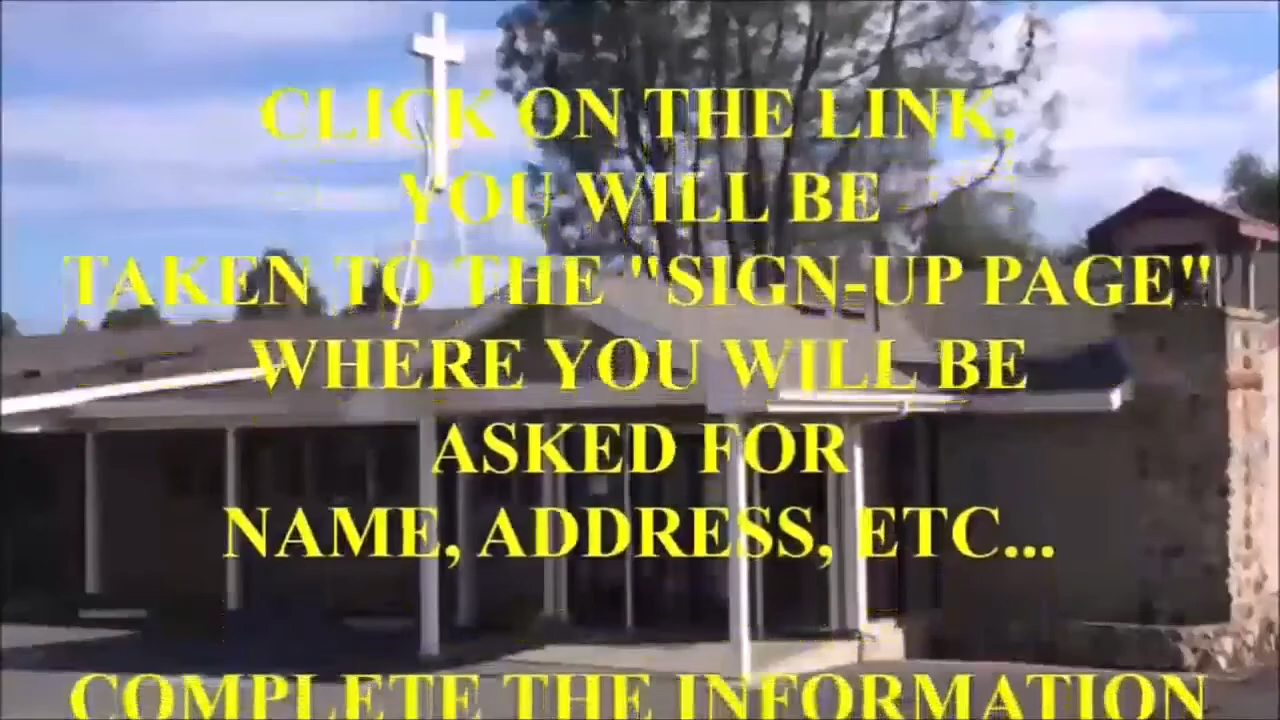 CLICK ON THE LINK,
YOU WILL BE
TAKEN TO THE "SIGN-UP PAGE"
WHERE YOU WILL BE
ASKED FOR
NAME, ADDRESS, ETC...
COMPLETE THE INFORMATION